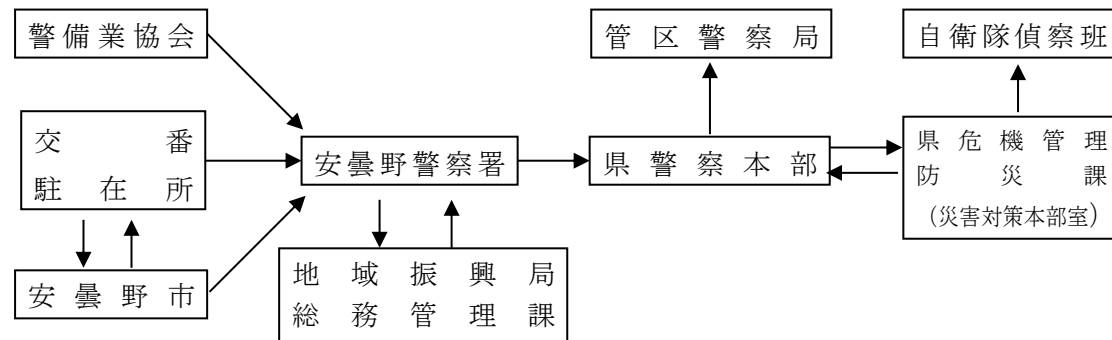 警備業協会
管区警察局
自衛隊偵察班
交番
駐在所
安曇野警察署
県警察本部
県危機管理
防災課
（災害対策本部室）
安曇野市
地域振興局
総務管理課